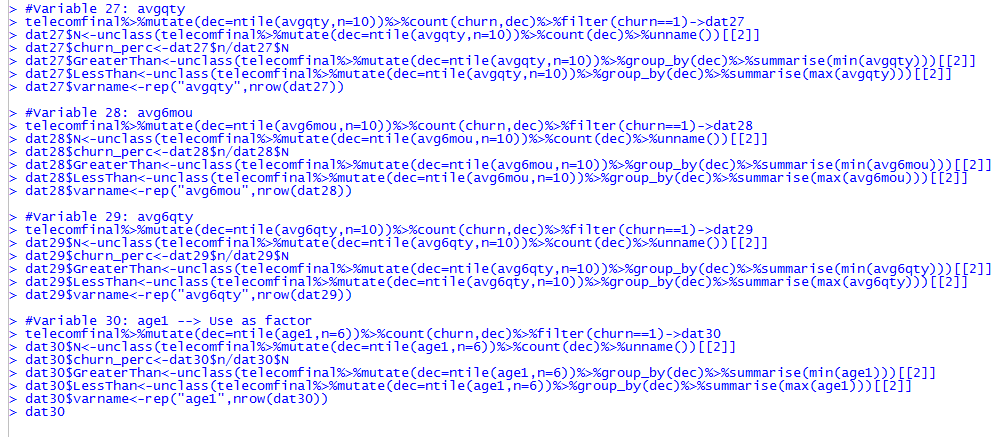 > #Variable 27: avgqty
> telecomfinal%>%mutate(dec=ntile(avgqty,n=10))%>%count(churn,dec)%>%filter(churn==1)->dat27
> dat27$N<-unclass(telecomfinal%>%mutate(dec=ntile(avgqty,n=10))%>%count(dec)%>%unname())[[2]]
> dat27$churn_perc<-dat27$n/dat27$N
> dat27$GreaterThan<-unclass(telecomfinal%>%mutate(dec=ntile(avgqty,n=10))%>%group_by(dec)%>%summarise(min(avgqty)))[[2]]
> dat27$LessThan<-unclass(telecomfinal%>%mutate(dec=ntile(avgqty,n=10))%>%group_by(dec)%>%summarise(max(avgqty)))[[2]]
> dat27$varname<-rep("avgqty",nrow(dat27))
>
> #Variable 28: avg6mou
> telecomfinal%>%mutate(dec=ntile(avg6mou,n=10))%>%count(churn,dec)%>%filter(churn==1)->dat28
> dat28$N<-unclass(telecomfinal%>%mutate(dec=ntile(avg6mou,n=10))%>%count(dec)%>%unname())[[2]]
> dat28$churn_perc<-dat28$n/dat28$N
> dat28$GreaterThan<-unclass(telecomfinal%>%mutate(dec=ntile(avg6mou,n=10))%>%group_by(dec)%>%summarise(min(avg6mou)))[[2]]
> dat28$LessThan<-unclass(telecomfinal%>%mutate(dec=ntile(avg6mou,n=10))%>%group_by(dec)%>%summarise(max(avg6mou)))[[2]]
> dat28$varname<-rep("avg6mou",nrow(dat28))
>
> #Variable 29: avg6qty
> telecomfinal%>%mutate(dec=ntile(avg6qty,n=10))%>%count(churn,dec)%>%filter(churn==1)->dat29
> dat29$N<-unclass(telecomfinal%>%mutate(dec=ntile(avg6qty,n=10))%>%count(dec)%>%unname())[[2]]
> dat29$churn_perc<-dat29$n/dat29$N
> dat29$GreaterThan<-unclass(telecomfinal%>%mutate(dec=ntile(avg6qty,n=10))%>%group_by(dec)%>%summarise(min(avg6qty)))[[2]]
> dat29$LessThan<-unclass(telecomfinal%>%mutate(dec=ntile(avg6qty,n=10))%>%group_by(dec)%>%summarise(max(avg6qty)))[[2]]
> dat29$varname<-rep("avg6qty",nrow(dat29))
>
> #Variable 30: age1 --> Use as factor
> telecomfinal%>%mutate(dec=ntile(age1,n=6))%>%count(churn,dec)%>%filter(churn==1)->dat30
> dat30$N<-unclass(telecomfinal%>%mutate(dec=ntile(age1,n=6))%>%count(dec)%>%unname())[[2]]
> dat30$churn_perc<-dat30$n/dat30$N
> dat30$GreaterThan<-unclass(telecomfinal%>%mutate(dec=ntile(age1,n=6))%>%group_by(dec)%>%summarise(min(age1)))[[2]]
> dat30$LessThan<-unclass(telecomfinal%>%mutate(dec=ntile(age1,n=6))%>%group_by(dec)%>%summarise(max(age1)))[[2]]
> dat30$varname<-rep("age1",nrow(dat30))
> dat30